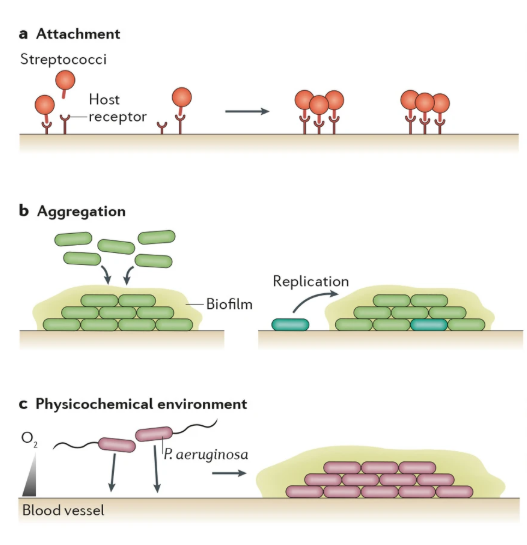 a Attachment
Streptococci
Host
receptor
b Aggregation
Replication
Biofilm
c Physicochemical environment
O2
P. aeruginosa
Blood vessel